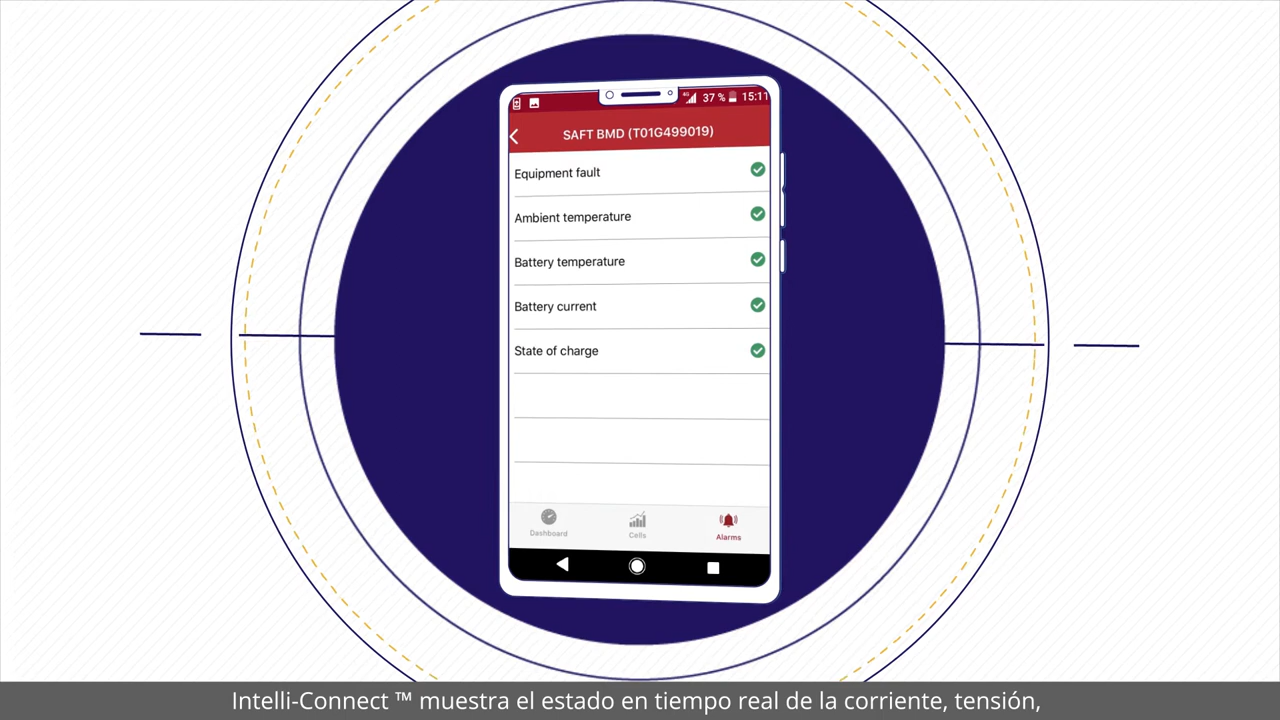 4G 37 % 15:11
SAFT BMD (T01G499019)
Equipment fault
Ambient temperature
Battery temperature
Battery current
State of charge
Dashboard Cells Alarms
Intelli-Connect ™ muestra el estado en tiempo real de la corriente, tensión,